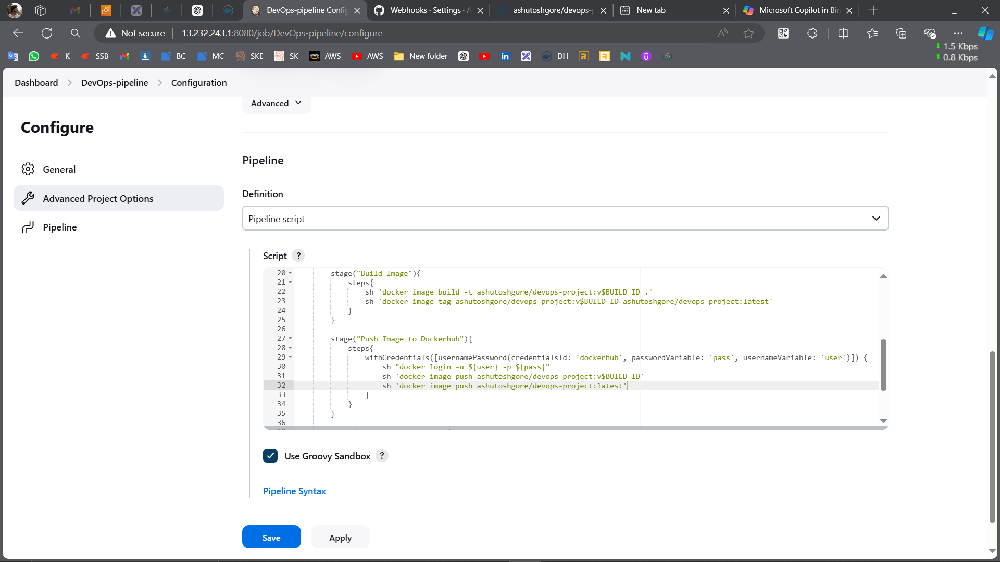 DevOps-pipeline Config
Webhooks · Settings · A
ashutoshgore/devops-p
New tab
Microsoft Copilot in Bin
Not secure
13.232.243.1:8080/job/DevOps-pipeline/configure
K
SSB
BC
MC
SKE
SK
aws
AWS
AWS
New folder
in
DH
R
R
1.5 Kbps
0.8 Kbps
Dashboard
DevOps-pipeline
Configuration
Advanced
Configure
General
Advanced Project Options
Pipeline
Pipeline
Definition
Pipeline script
Script ?
20 stage("Build Image"){
21 steps{
22 sh 'docker image build -t ashutoshgore/devops-project:v$BUILD_ID .'
23 sh 'docker image tag ashutoshgore/devops-project:v$BUILD_ID ashutoshgore/devops-project:latest'
24 }
25 }
26
27 stage("Push Image to Dockerhub"){
28 steps{
29 withCredentials([usernamePassword(credentialsId: 'dockerhub', passwordVariable: 'pass', usernameVariable: 'user')]) {
30 sh "docker login -u ${user} -p ${pass}"
31 sh 'docker image push ashutoshgore/devops-project:v$BUILD_ID'
32 sh 'docker image push ashutoshgore/devops-project:latest'
33 }
34 }
35 }
36
Use Groovy Sandbox ?
Pipeline Syntax
Save
Apply